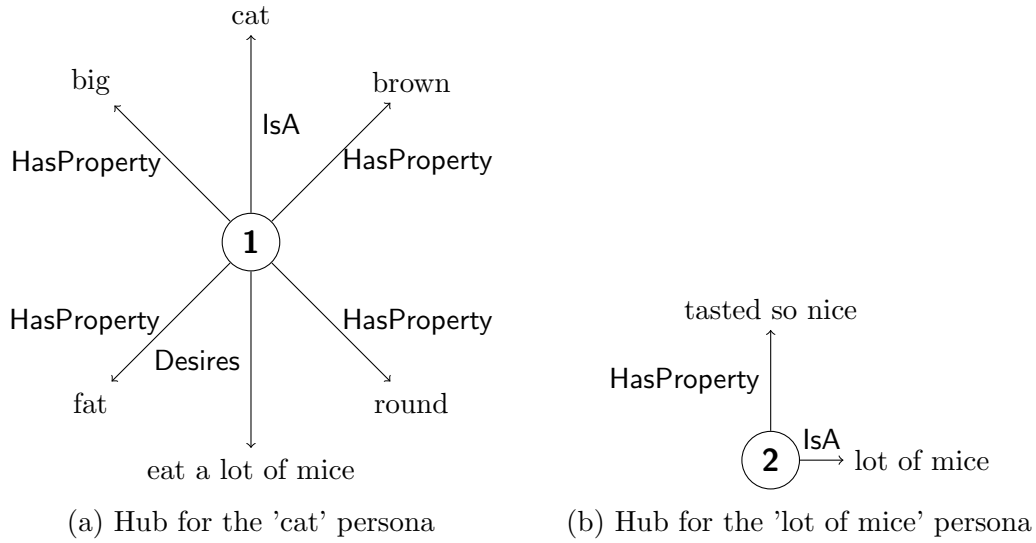 cat
big
brown
IsA
HasProperty
HasProperty
1
HasProperty
HasProperty
Desires
fat
round
eat a lot of mice
(a) Hub for the 'cat' persona
tasted so nice
HasProperty
IsA
2
lot of mice
(b) Hub for the 'lot of mice' persona